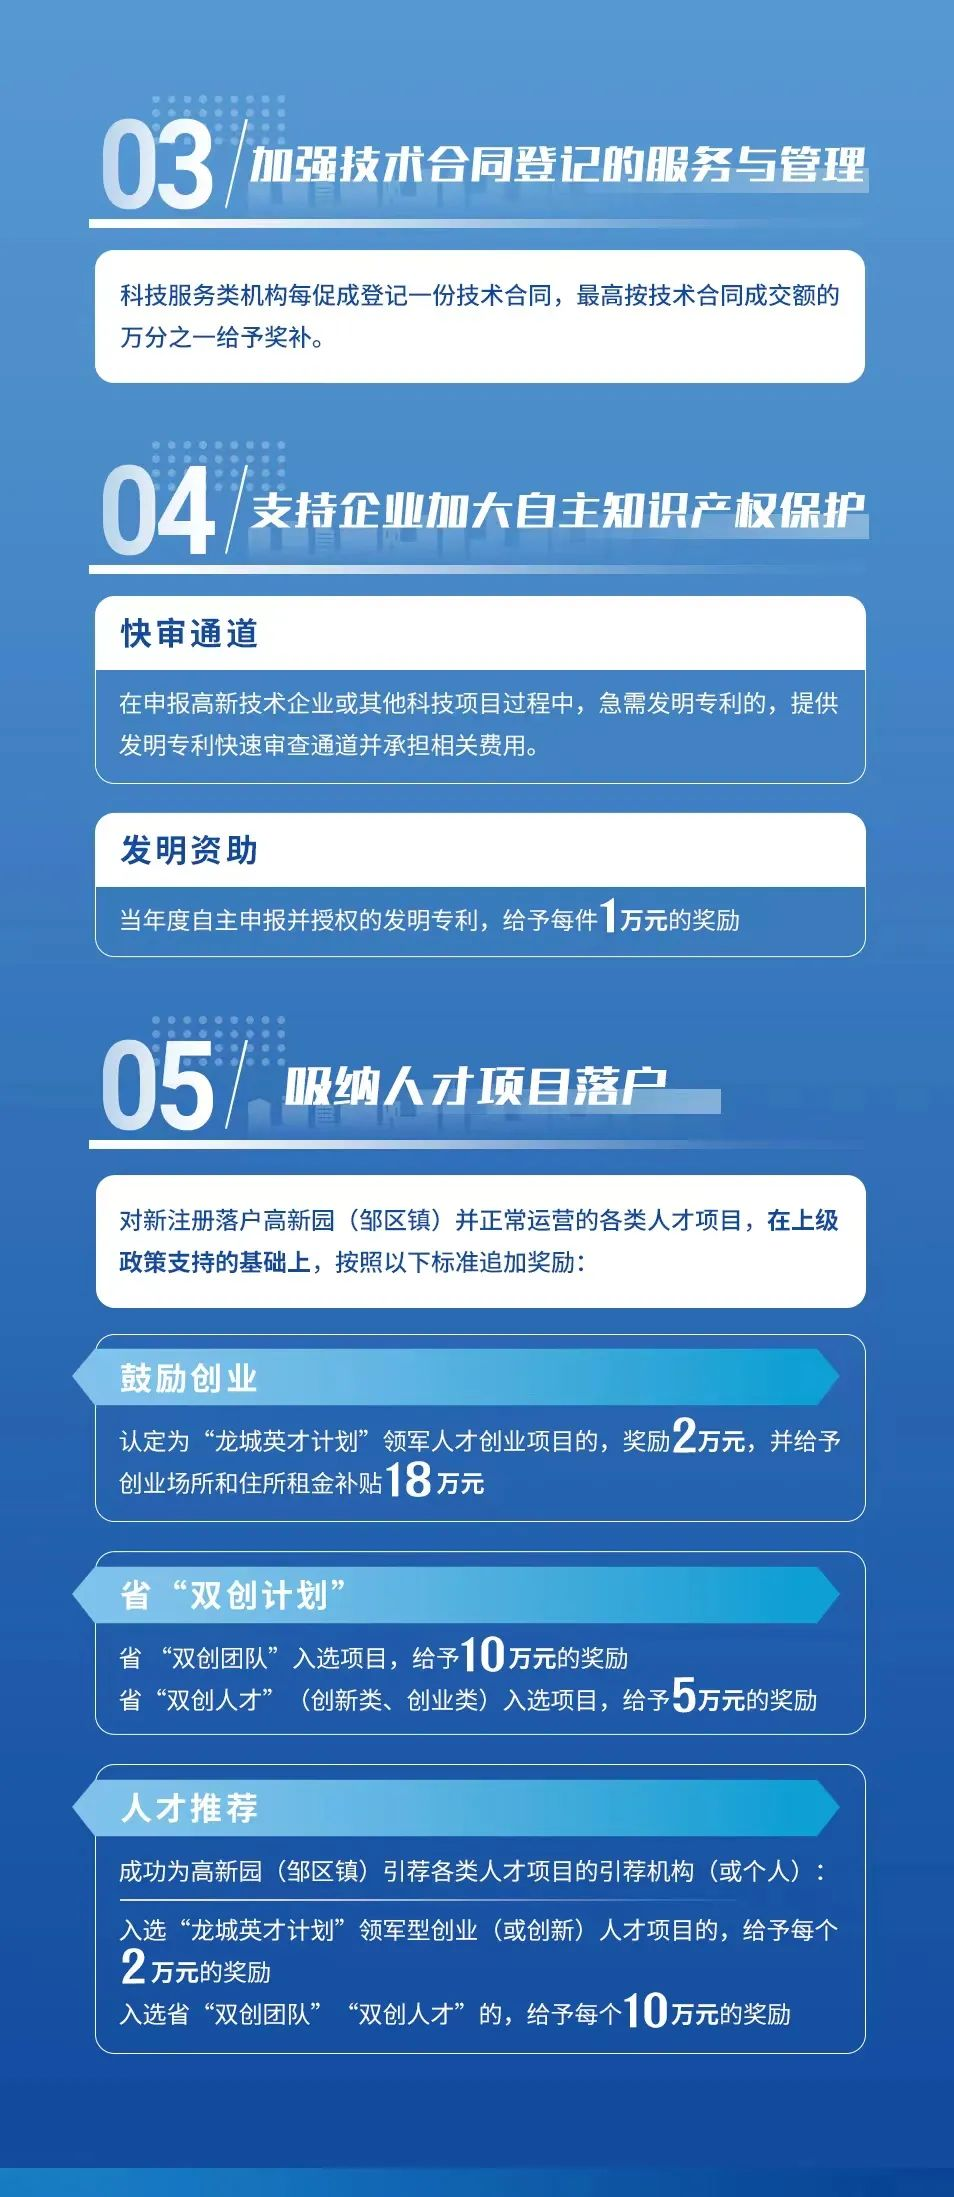 03
加强技术合同登记的服务与管理
科技服务类机构每促成登记一份技术合同，最高按技术合同成交额的
万分之一给予奖补。
04
支持企业加大自主知识产权保护
快审通道
在申报高新技术企业或其他科技项目过程中，急需发明专利的，提供
发明专利快速审查通道并承担相关费用。
发明资助
当年度自主申报并授权的发明专利，给予每件1万元的奖励
05
吸纳人才项目落户
对新注册落户高新园（邹区镇）并正常运营的各类人才项目，在上级
政策支持的基础上，按照以下标准追加奖励：
鼓励创业
认定为“龙城英才计划”领军人才创业项目的，奖励2万元，并给予
创业场所和住所租金补贴18万元
省“双创计划”
省 “双创团队”入选项目，给予10万元的奖励
省“双创人才”（创新类、创业类）入选项目，给予5万元的奖励
人才推荐
成功为高新园（邹区镇）引荐各类人才项目的引荐机构（或个人）：
入选“龙城英才计划”领军型创业（或创新）人才项目的，给予每个
2万元的奖励
入选省“双创团队”“双创人才”的，给予每个10万元的奖励